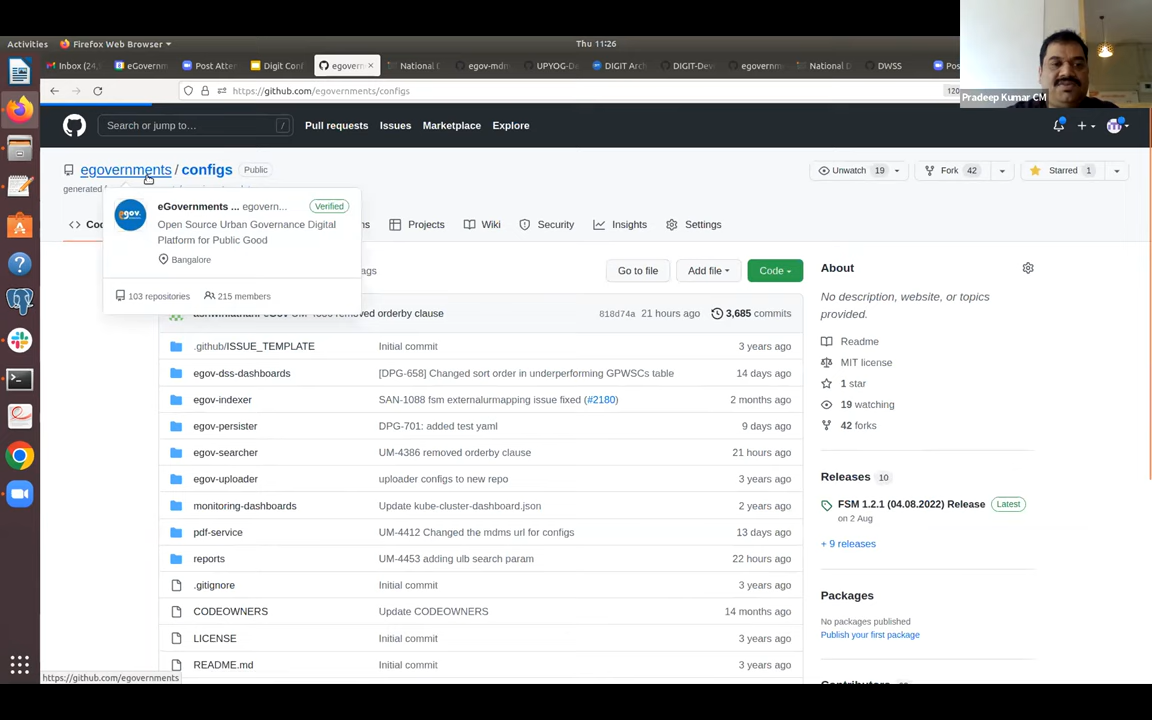 Activities Firefox Web Browser Thu 11:26
Inbox (24, eGovernm Post Atten Digit Conf egovern National egov-mdm UPYOG-Da DIGIT Arch DIGIT-Dev egovernm National D DWSS Pos
https://github.com/egovernments/configs 120
Pradeep Kumar CM
Search or jump to… / Pull requests Issues Marketplace Explore
egovernments / configs Public Unwatch 19 Fork 42 Starred 1
generated f
eGovernments ... egovern... Verified
Open Source Urban Governance Digital
Platform for Public Good
Bangalore
103 repositories 215 members
<> Co Projects Wiki Security Insights Settings
ags Go to file Add file Code
removed orderby clause 818d74a 21 hours ago 3,685 commits
.github/ISSUE_TEMPLATE Initial commit 3 years ago
egov-dss-dashboards [DPG-658] Changed sort order in underperforming GPWSCs table 14 days ago
egov-indexer SAN-1088 fsm externalurmapping issue fixed (#2180) 2 months ago
egov-persister DPG-701: added test yaml 9 days ago
egov-searcher UM-4386 removed orderby clause 21 hours ago
egov-uploader uploader configs to new repo 3 years ago
monitoring-dashboards Update kube-cluster-dashboard.json 2 years ago
pdf-service UM-4412 Changed the mdms url for configs 13 days ago
reports UM-4453 adding ulb search param 22 hours ago
.gitignore Initial commit 3 years ago
CODEOWNERS Update CODEOWNERS 14 months ago
LICENSE Initial commit 3 years ago
README.md Initial commit 3 years ago
About
No description, website, or topics
provided.
Readme
MIT license
1 star
19 watching
42 forks
Releases 10
FSM 1.2.1 (04.08.2022) Release Latest
on 2 Aug
+ 9 releases
Packages
No packages published
Publish your first package
https://github.com/egovernments